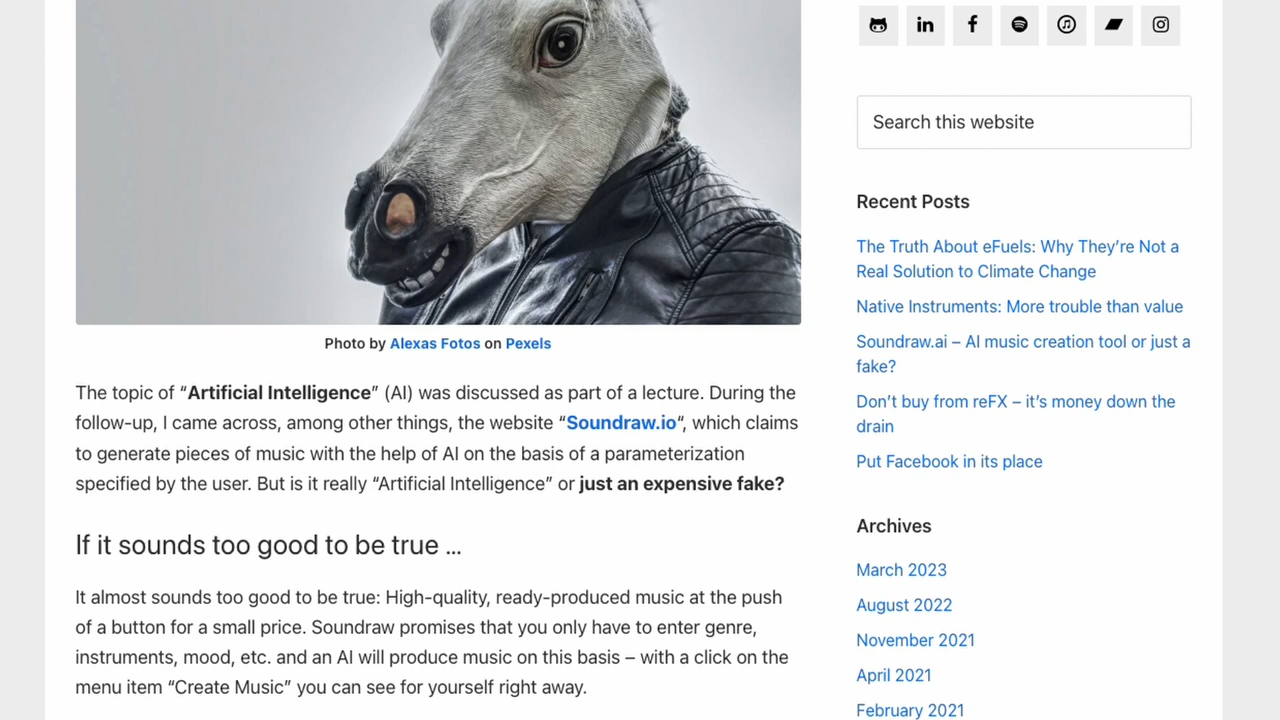 Photo by Alexas Fotos on Pexels
The topic of “Artificial Intelligence” (AI) was discussed as part of a lecture. During the
follow-up, I came across, among other things, the website “Soundraw.io“, which claims
to generate pieces of music with the help of AI on the basis of a parameterization
specified by the user. But is it really “Artificial Intelligence” or just an expensive fake?
If it sounds too good to be true ...
It almost sounds too good to be true: High-quality, ready-produced music at the push
of a button for a small price. Soundraw promises that you only have to enter genre,
instruments, mood, etc. and an AI will produce music on this basis – with a click on the
menu item “Create Music” you can see for yourself right away.
Search this website
Recent Posts
The Truth About eFuels: Why They’re Not a
Real Solution to Climate Change
Native Instruments: More trouble than value
Soundraw.ai – AI music creation tool or just a
fake?
Don’t buy from reFX – it’s money down the
drain
Put Facebook in its place
Archives
March 2023
August 2022
November 2021
April 2021
February 2021